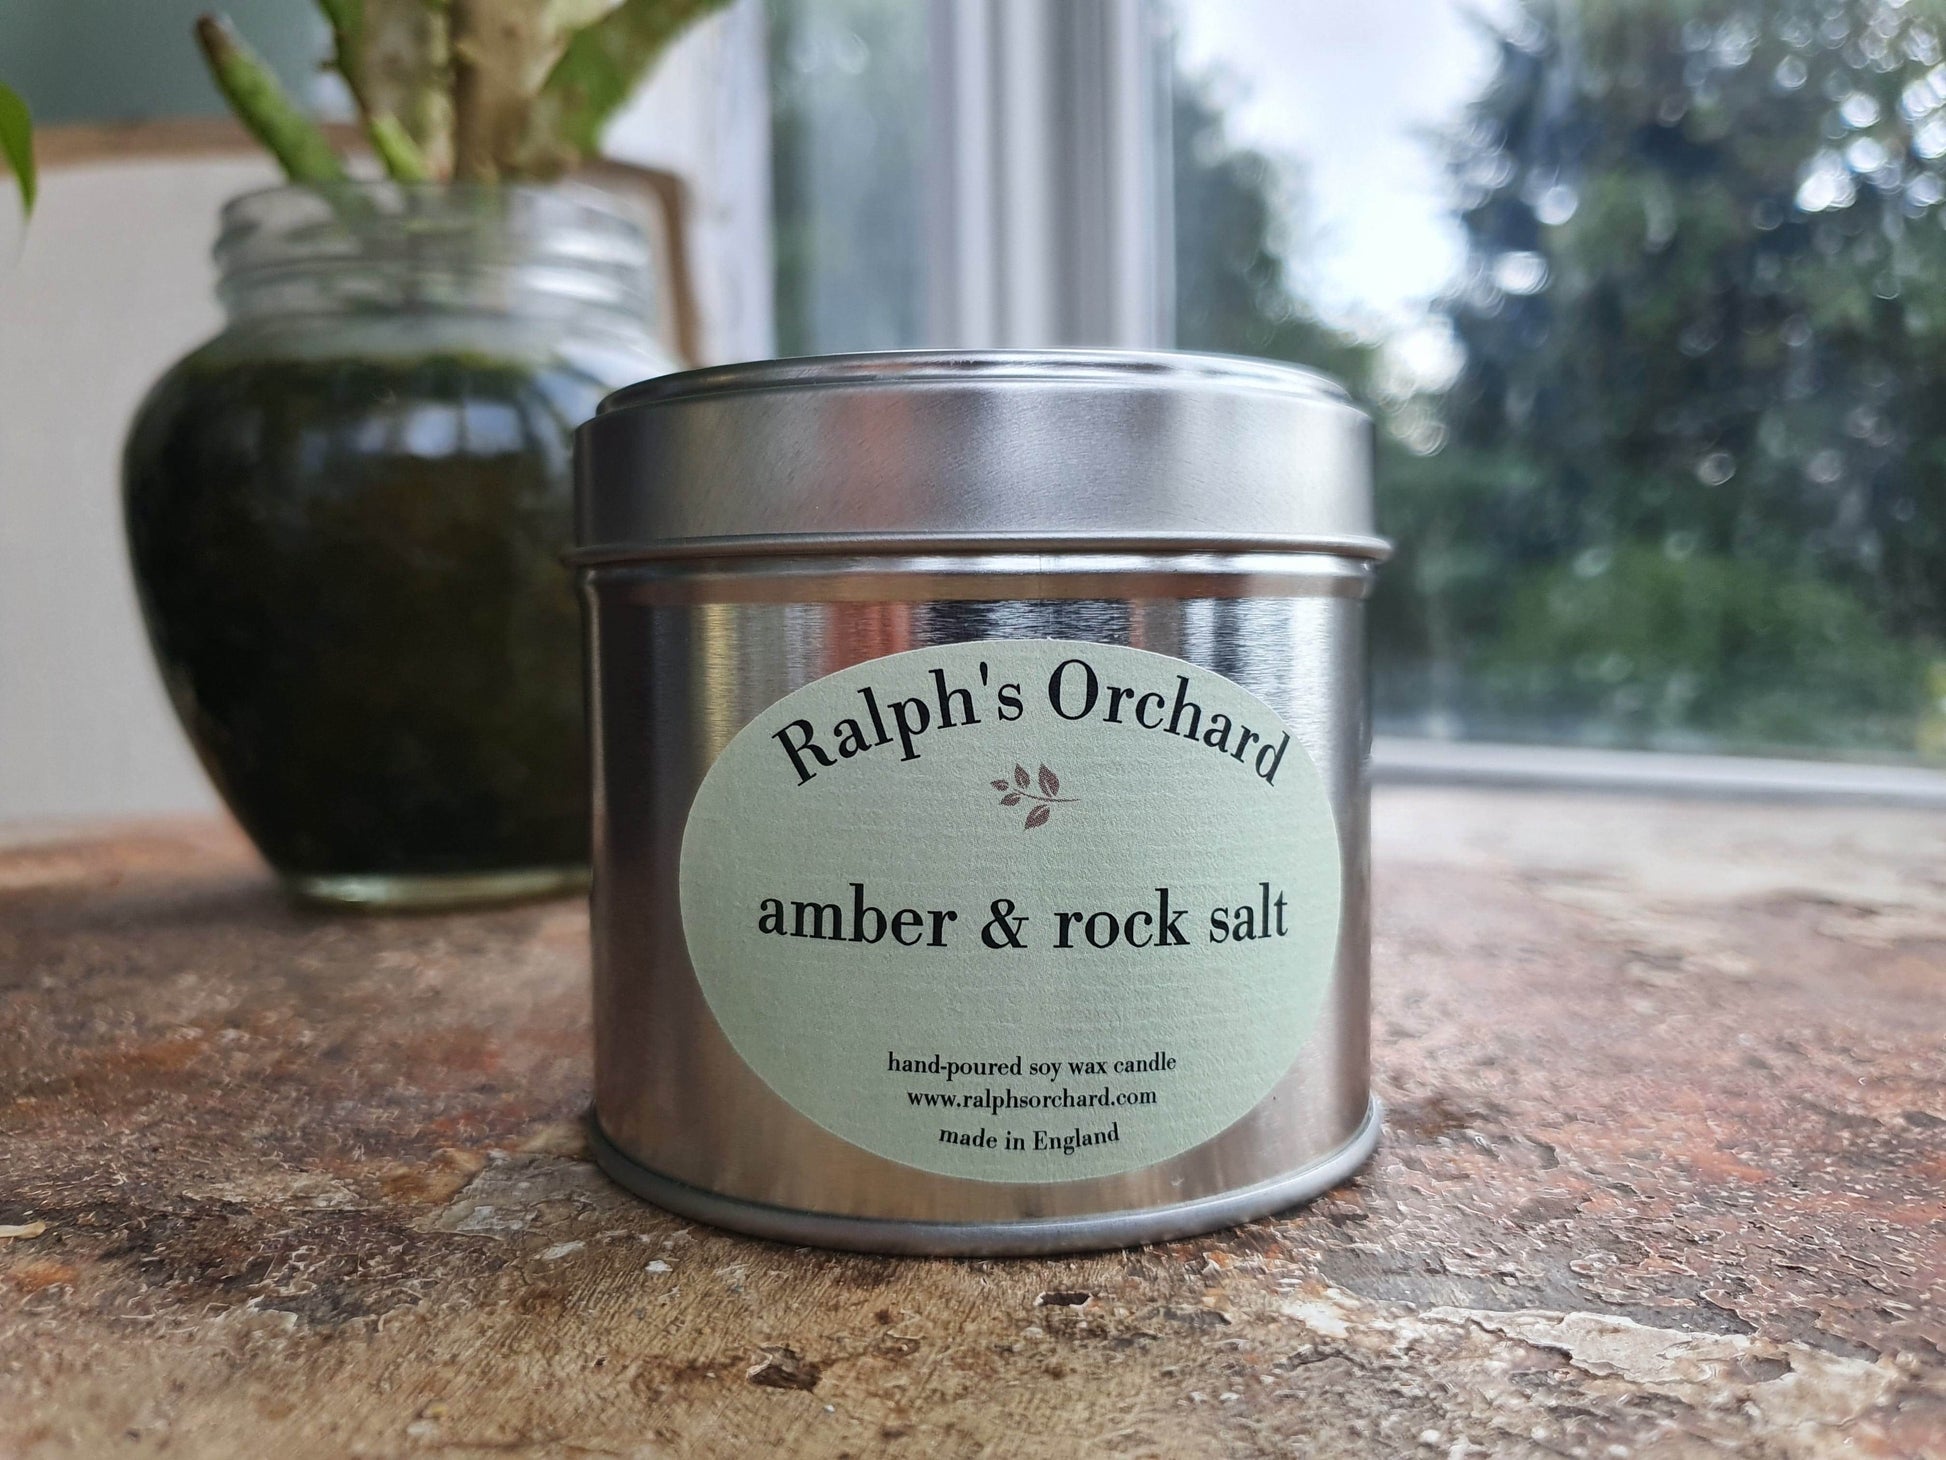 Ralph's Orchard
amber & rock salt
hand-poured soy wax candle
www.ralphsorchard.com
made in England